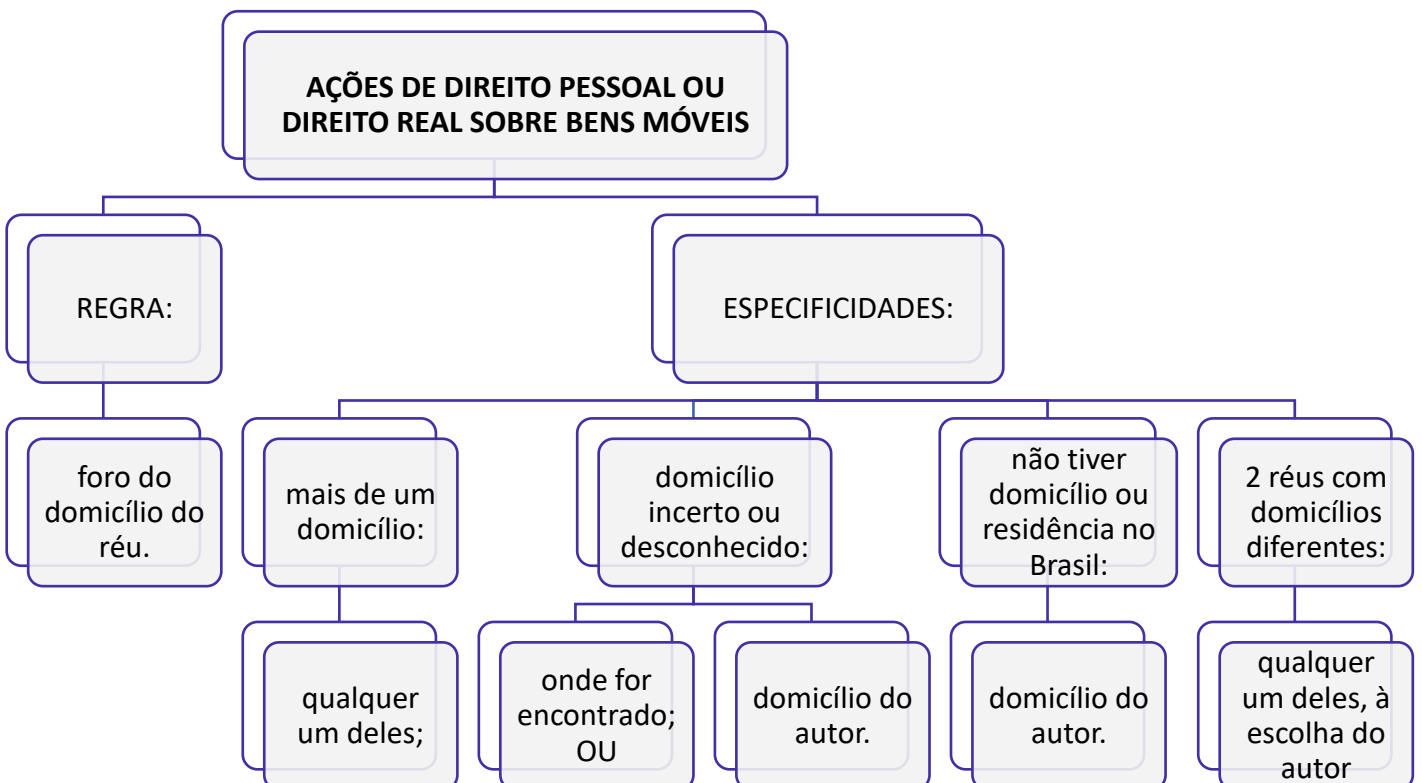 AÇÕES DE DIREITO PESSOAL OU
DIREITO REAL SOBRE BENS MÓVEIS
REGRA:
foro do
domicílio do
réu.
ESPECIFICIDADES:
mais de um
domicílio:
qualquer
um deles;
domicílio
incerto ou
desconhecido:
onde for
encontrado;
OU
domicílio do
autor.
não tiver
domicílio ou
residência no
Brasil:
domicílio do
autor.
2 réus com
domicílios
diferentes:
qualquer
um deles, à
escolha do
autor